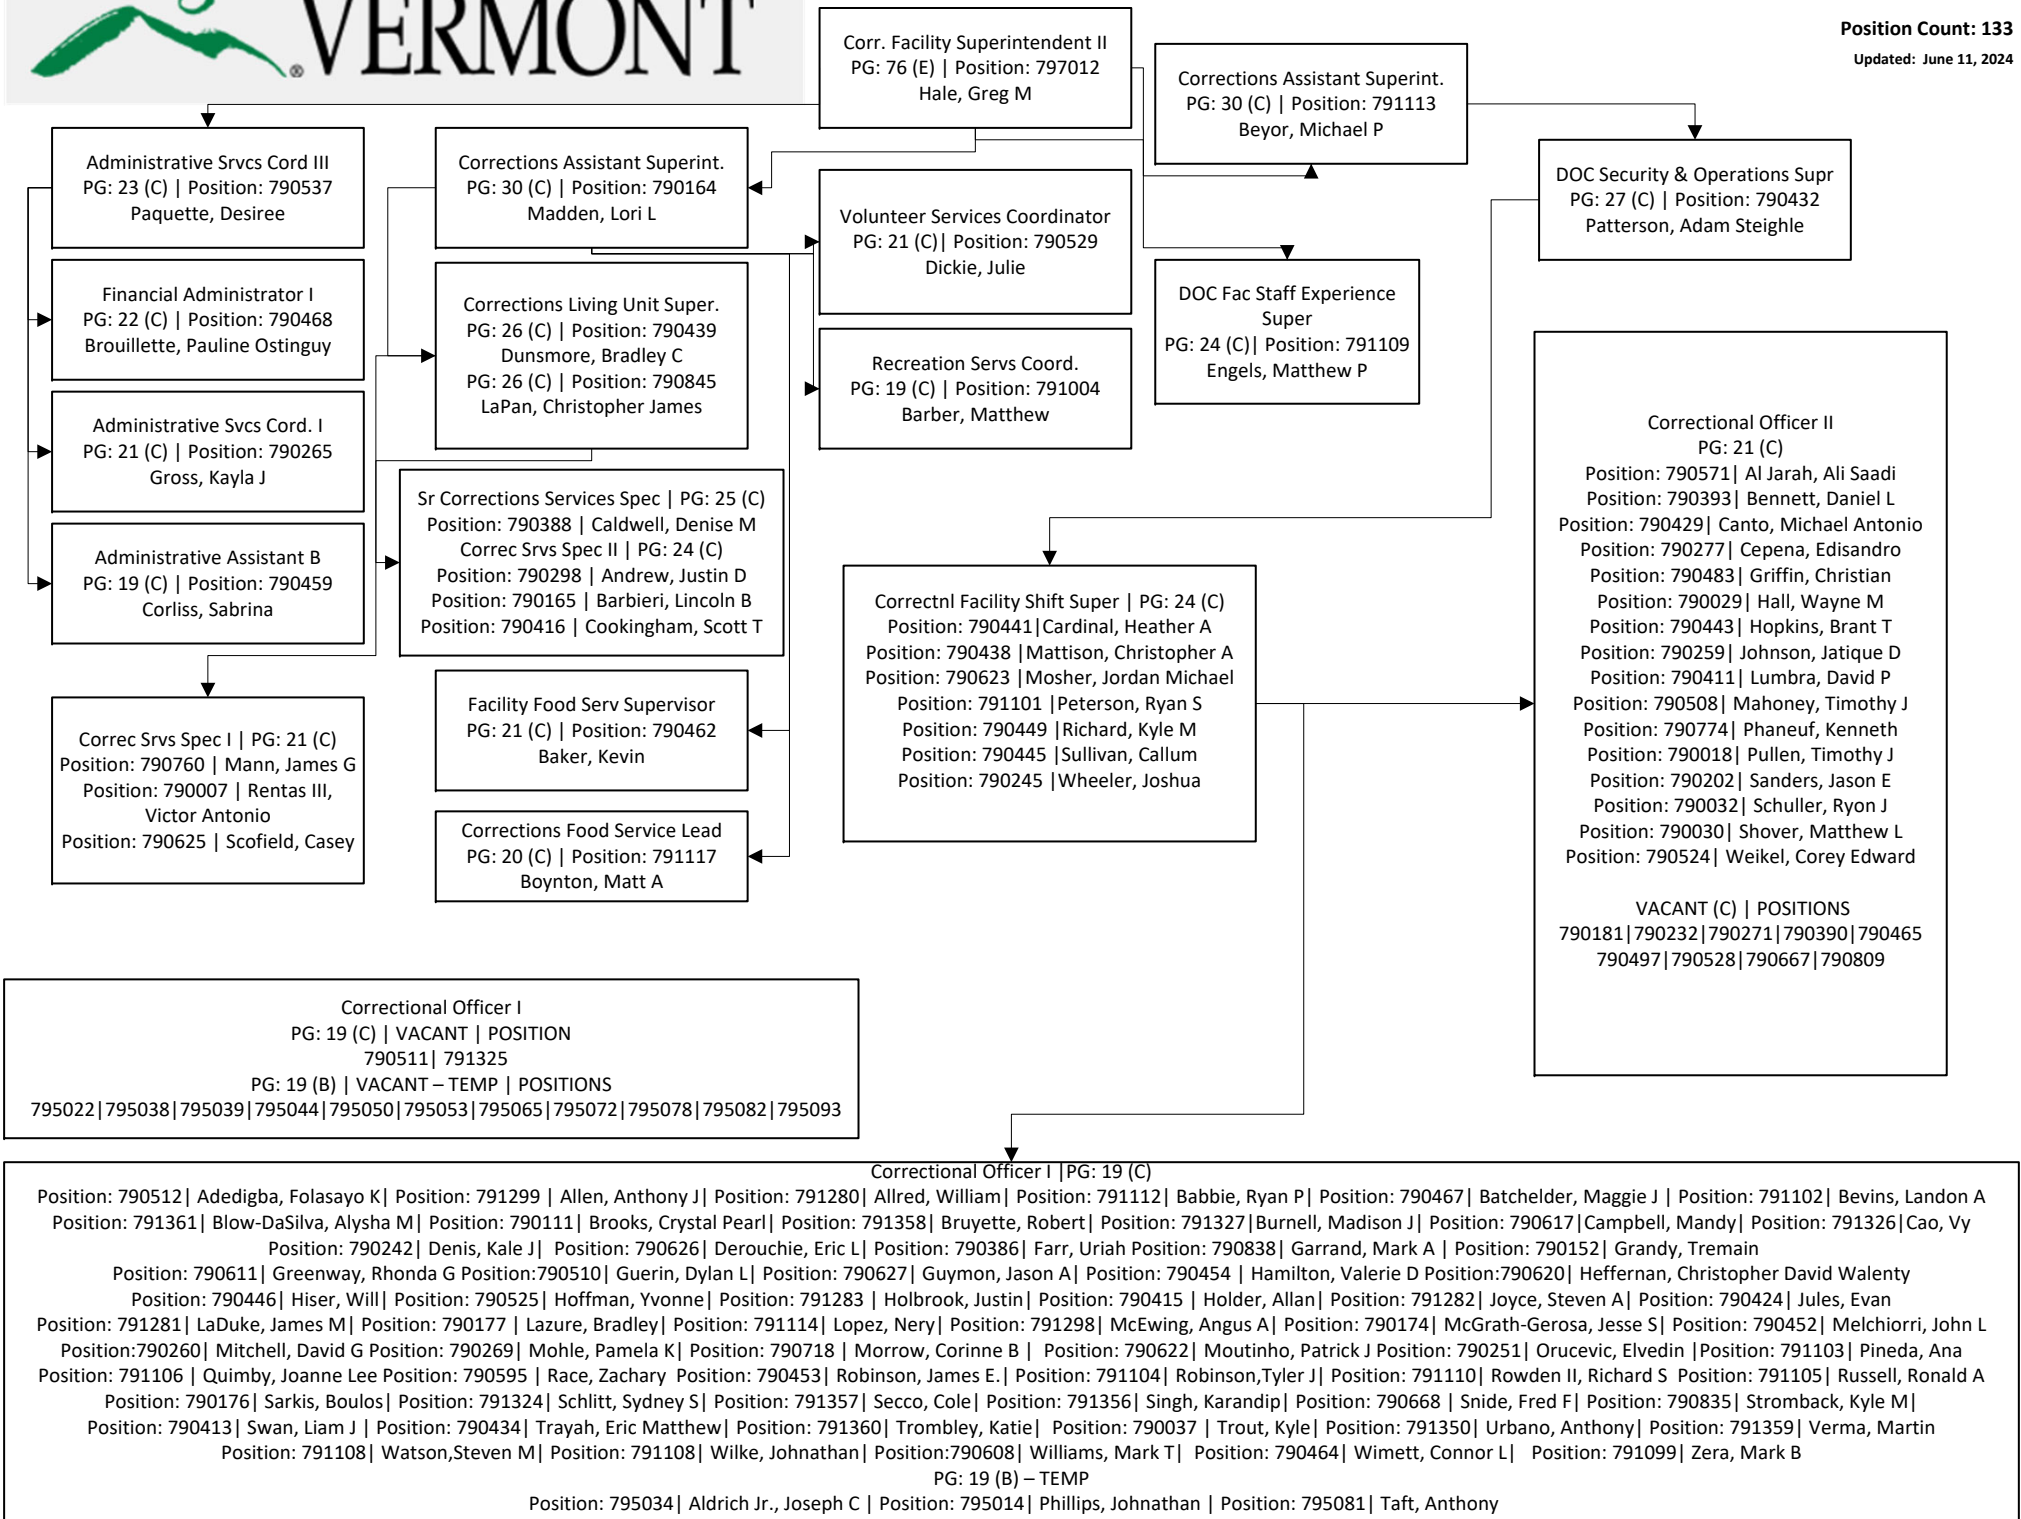 VERMONT
®
Position Count: 133
Updated: June 11, 2024
Corr. Facility Superintendent II
PG: 76 (E) | Position: 797012
Hale, Greg M
Corrections Assistant Superint.
PG: 30 (C) | Position: 791113
Beyor, Michael P
Administrative Srvcs Cord III
PG: 23 (C) | Position: 790537
Paquette, Desiree
Corrections Assistant Superint.
PG: 30 (C) | Position: 790164
Madden, Lori L
DOC Security & Operations Supr
PG: 27 (C) | Position: 790432
Patterson, Adam Steighle
Volunteer Services Coordinator
PG: 21 (C)| Position: 790529
Dickie, Julie
Financial Administrator I
PG: 22 (C) | Position: 790468
Brouillette, Pauline Ostinguy
Corrections Living Unit Super.
PG: 26 (C) | Position: 790439
Dunsmore, Bradley C
PG: 26 (C) | Position: 790845
LaPan, Christopher James
DOC Fac Staff Experience
Super
PG: 24 (C)| Position: 791109
Engels, Matthew P
Recreation Servs Coord.
PG: 19 (C) | Position: 791004
Barber, Matthew
Administrative Svcs Cord. I
PG: 21 (C) | Position: 790265
Gross, Kayla J
Sr Corrections Services Spec | PG: 25 (C)
Position: 790388 | Caldwell, Denise M
Correc Srvs Spec II | PG: 24 (C)
Position: 790298 | Andrew, Justin D
Position: 790165 | Barbieri, Lincoln B
Position: 790416 | Cookingham, Scott T
Administrative Assistant B
PG: 19 (C) | Position: 790459
Corliss, Sabrina
Correctional Officer II
PG: 21 (C)
Position: 790571| Al Jarah, Ali Saadi
Position: 790393| Bennett, Daniel L
Position: 790429| Canto, Michael Antonio
Position: 790277| Cepena, Edisandro
Position: 790483| Griffin, Christian
Position: 790029| Hall, Wayne M
Position: 790443| Hopkins, Brant T
Position: 790259| Johnson, Jatique D
Position: 790411| Lumbra, David P
Position: 790508| Mahoney, Timothy J
Position: 790774| Phaneuf, Kenneth
Position: 790018| Pullen, Timothy J
Position: 790202| Sanders, Jason E
Position: 790032| Schuller, Ryon J
Position: 790030| Shover, Matthew L
Position: 790524| Weikel, Corey Edward
VACANT (C) | POSITIONS
790181|790232|790271|790390|790465
790497|790528|790667|790809
Correctnl Facility Shift Super | PG: 24 (C)
Position: 790441|Cardinal, Heather A
Position: 790438 |Mattison, Christopher A
Position: 790623 |Mosher, Jordan Michael
Position: 791101 |Peterson, Ryan S
Position: 790449 |Richard, Kyle M
Position: 790445 |Sullivan, Callum
Position: 790245 |Wheeler, Joshua
Correc Srvs Spec I | PG: 21 (C)
Position: 790760 | Mann, James G
Position: 790007 | Rentas III,
Victor Antonio
Position: 790625 | Scofield, Casey
Facility Food Serv Supervisor
PG: 21 (C) | Position: 790462
Baker, Kevin
Corrections Food Service Lead
PG: 20 (C) | Position: 791117
Boynton, Matt A
Correctional Officer I
PG: 19 (C) | VACANT | POSITION
790511| 791325
PG: 19 (B) | VACANT – TEMP | POSITIONS
795022|795038|795039|795044|795050|795053|795065|795072|795078|795082|795093
Correctional Officer I |PG: 19 (C)
Position: 790512| Adedigba, Folasayo K| Position: 791299 | Allen, Anthony J| Position: 791280| Allred, William| Position: 791112| Babbie, Ryan P| Position: 790467| Batchelder, Maggie J | Position: 791102| Bevins, Landon A
Position: 791361| Blow-DaSilva, Alysha M| Position: 790111| Brooks, Crystal Pearl| Position: 791358| Bruyette, Robert| Position: 791327|Burnell, Madison J| Position: 790617|Campbell, Mandy| Position: 791326|Cao, Vy
Position: 790242| Denis, Kale J| Position: 790626| Derouchie, Eric L| Position: 790386| Farr, Uriah Position: 790838| Garrand, Mark A | Position: 790152| Grandy, Tremain
Position: 790611| Greenway, Rhonda G Position:790510| Guerin, Dylan L| Position: 790627| Guymon, Jason A| Position: 790454 | Hamilton, Valerie D Position:790620| Heffernan, Christopher David Walenty
Position: 790446| Hiser, Will| Position: 790525| Hoffman, Yvonne| Position: 791283 | Holbrook, Justin| Position: 790415 | Holder, Allan| Position: 791282| Joyce, Steven A| Position: 790424| Jules, Evan
Position: 791281| LaDuke, James M| Position: 790177 | Lazure, Bradley| Position: 791114| Lopez, Nery| Position: 791298| McEwing, Angus A| Position: 790174| McGrath-Gerosa, Jesse S| Position: 790452| Melchiorri, John L
Position:790260| Mitchell, David G Position: 790269| Mohle, Pamela K| Position: 790718 | Morrow, Corinne B | Position: 790622| Moutinho, Patrick J Position: 790251| Orucevic, Elvedin |Position: 791103| Pineda, Ana
Position: 791106 | Quimby, Joanne Lee Position: 790595 | Race, Zachary Position: 790453| Robinson, James E.| Position: 791104| Robinson,Tyler J| Position: 791110| Rowden II, Richard S Position: 791105| Russell, Ronald A
Position: 790176| Sarkis, Boulos| Position: 791324| Schlitt, Sydney S| Position: 791357| Secco, Cole| Position: 791356| Singh, Karandip| Position: 790668 | Snide, Fred F| Position: 790835| Stromback, Kyle M|
Position: 790413| Swan, Liam J | Position: 790434| Trayah, Eric Matthew| Position: 791360| Trombley, Katie| Position: 790037 | Trout, Kyle| Position: 791350| Urbano, Anthony| Position: 791359| Verma, Martin
Position: 791108| Watson,Steven M| Position: 791108| Wilke, Johnathan| Position:790608| Williams, Mark T| Position: 790464| Wimett, Connor L| Position: 791099| Zera, Mark B
PG: 19 (B) – TEMP
Position: 795034| Aldrich Jr., Joseph C | Position: 795014| Phillips, Johnathan | Position: 795081| Taft, Anthony